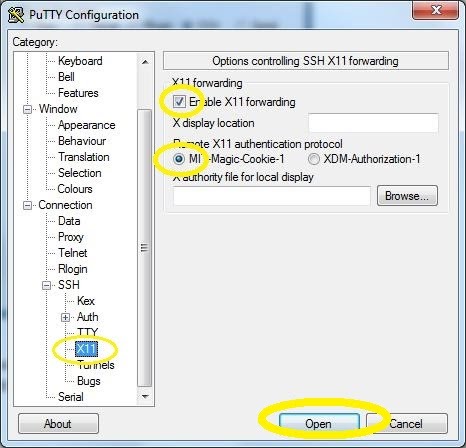 PuTTY Configuration
Category:
Keyboard
Bell
Features
Window
Appearance
Behaviour
Translation
Selection
Colours
Connection
Data
Proxy
Telnet
Rlogin
SSH
Kex
Auth
TTY
X11
Tunnels
Bugs
Serial
Options controlling SSH X11 forwarding
X11 forwarding
Enable X11 forwarding
X display location
Remote X11 authentication protocol
MIT-Magic-Cookie-1
XDM-Authorization-1
X authority file for local display
Browse...
About
Open
Cancel